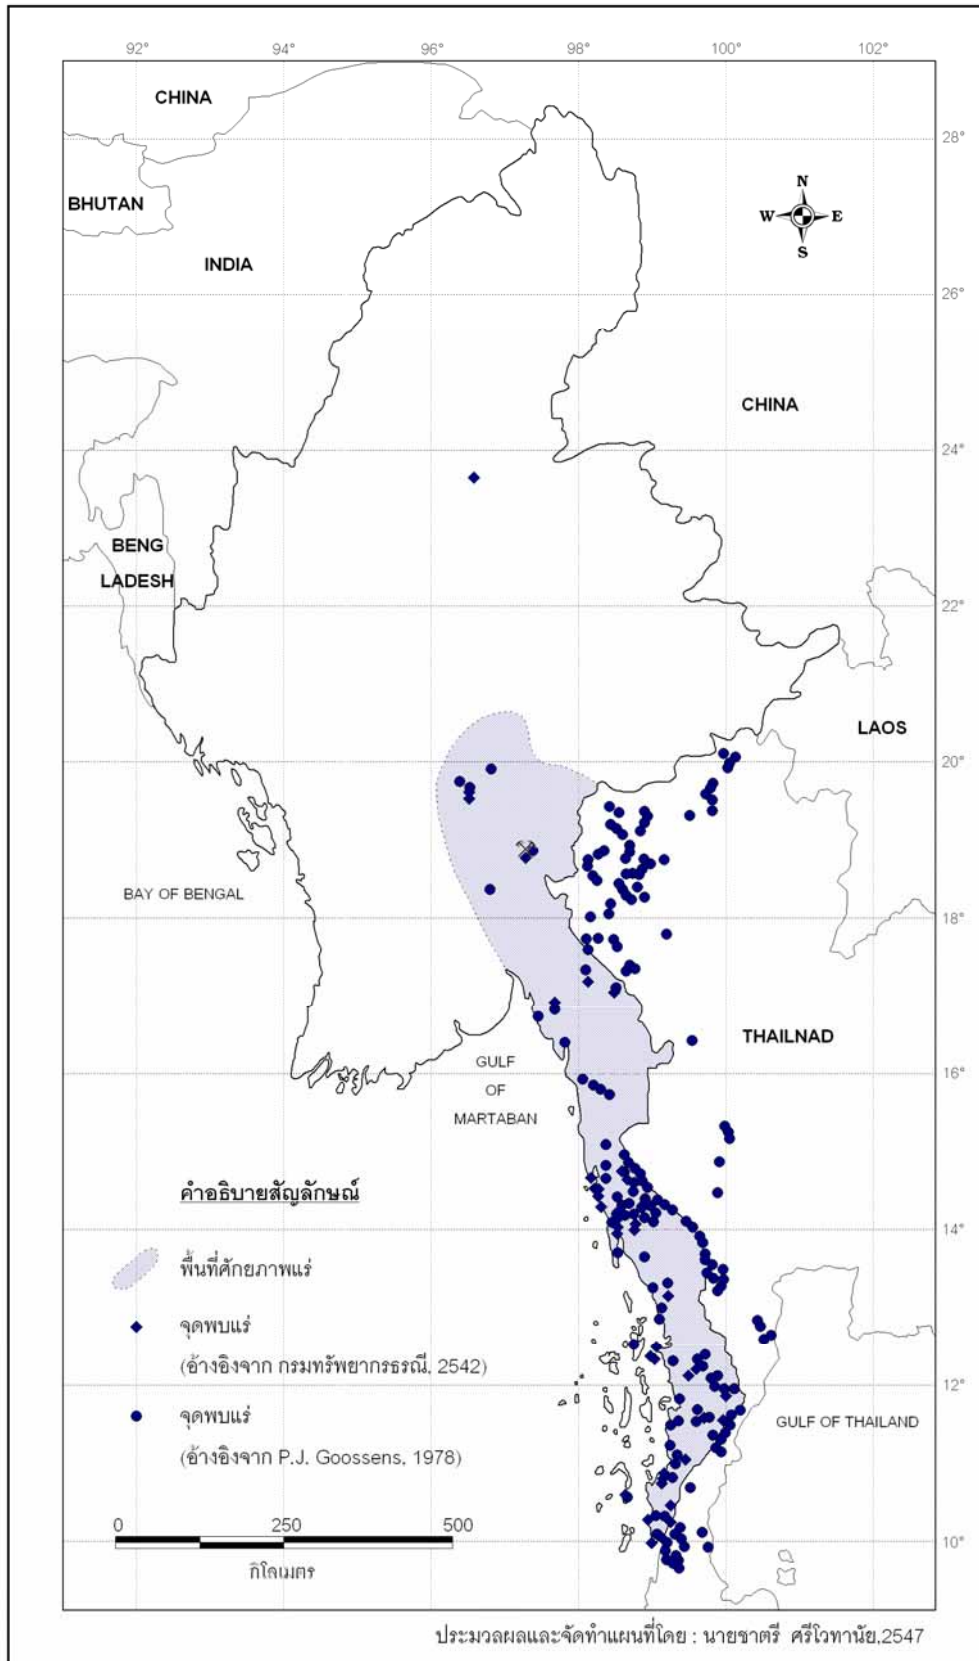 92° 94° 96° 98° 100° 102°
CHINA
28°
BHUTAN
N
W E
S
INDIA
26°
CHINA
24°
BENG
LADESH
22°
LAOS
20°
BAY OF BENGAL
18°
THAILNAD
GULF
OF
MARTABAN
16°
คำอธิบายสัญลักษณ์
14°
พื้นที่ศักยภาพแร่
จุดพบแร่
(อ้างอิงจาก กรมทรัพยากรธรณี, 2542)
12°
จุดพบแร่
GULF OF THAILAND
(อ้างอิงจาก P.J. Goossens, 1978)
0 250 500
10°
กิโลเมตร
ประมวลผลและจัดทำแผนที่โดย : นายชาตรี ศรีโวทานัย,2547